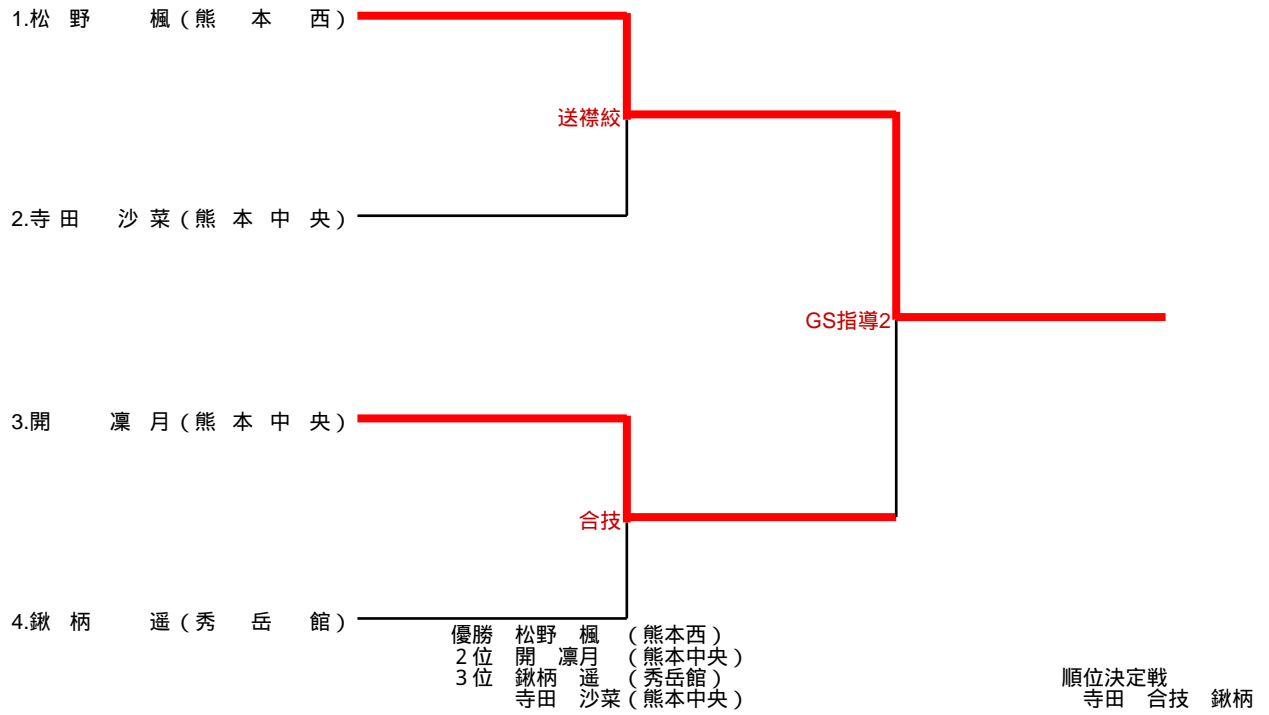 1.松 野 楓（熊 本 西）
送襟絞
2.寺 田 沙 菜（熊 本 中 央）
GS指導2
3.開 凜 月（熊 本 中 央）
合技
4.鍬 柄 遥（秀 岳 館）
優勝 松野 楓 （熊本西）
２位 開 凛月 （熊本中央）
３位 鍬柄 遥 （秀岳館）
寺田 沙菜（熊本中央）
順位決定戦
寺田 合技 鍬柄